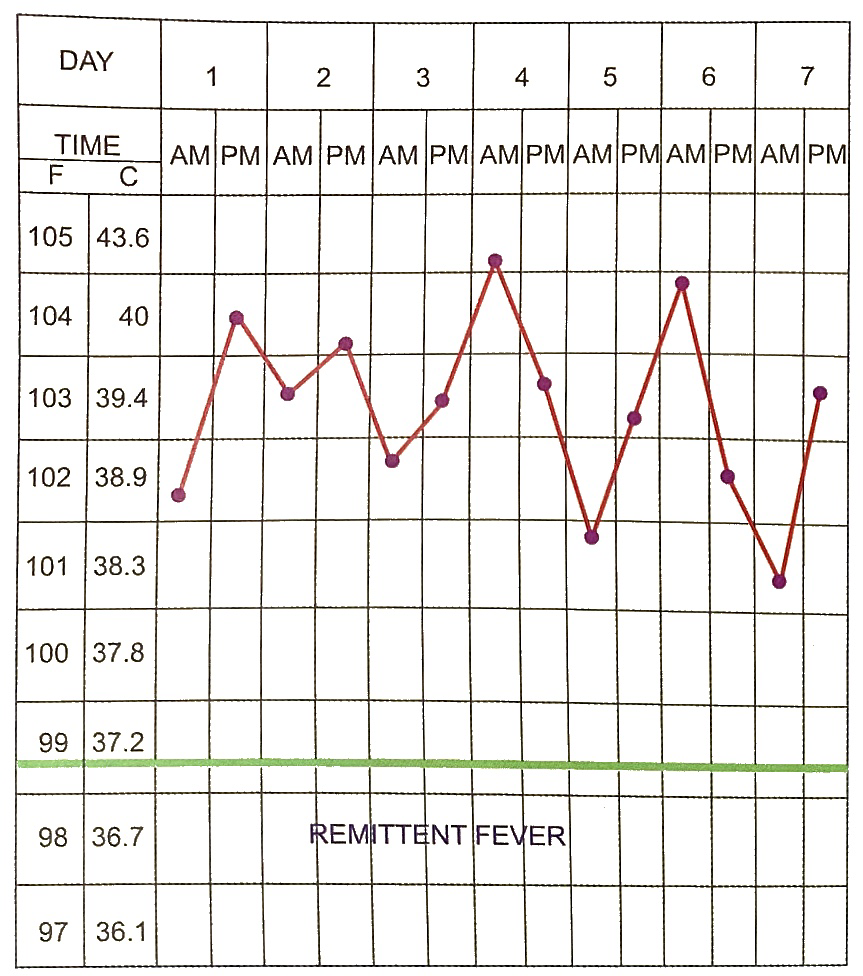 DAY 1 2 3 4 5 6 7
TIME AM PM AM PM AM PM AM PM AM PM AM PM AM PM
F C
105 43.6
104 40
103 39.4
102 38.9
101 38.3
100 37.8
99 37.2
98 36.7 REMITTENT FEVER
97 36.1